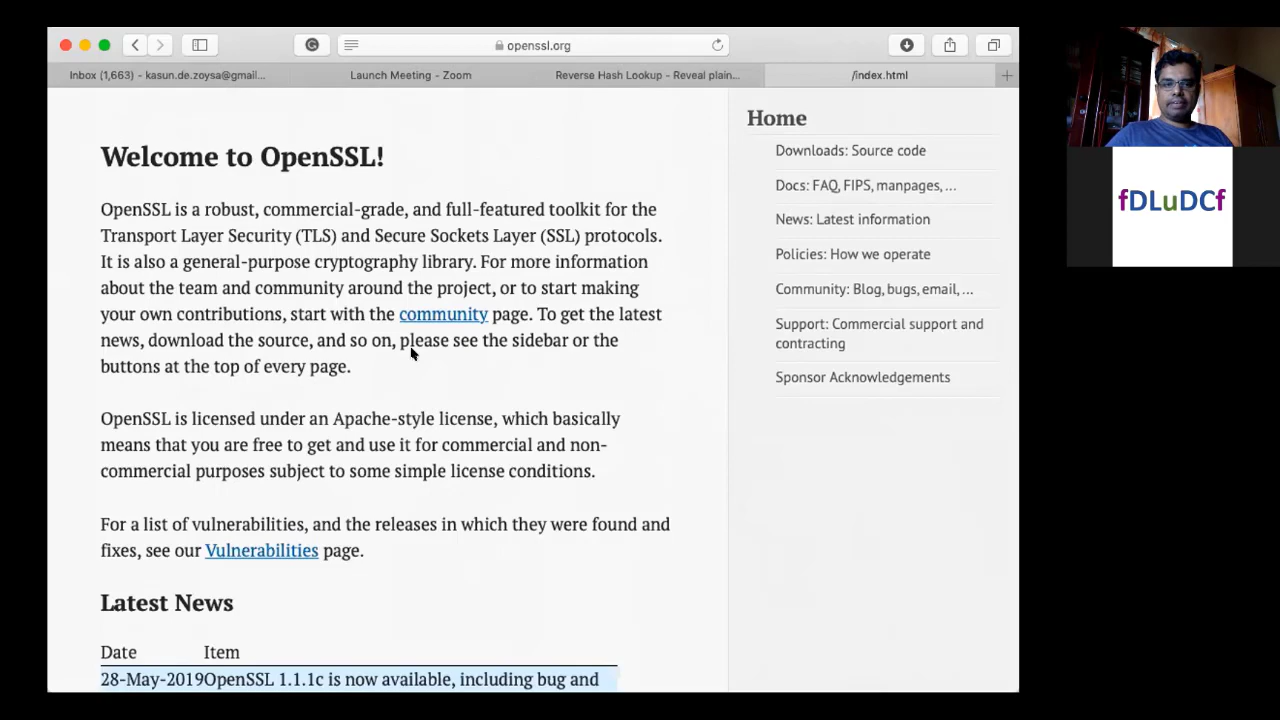 openssl.org
Inbox (1,663) - kasun.de.zoysa@gmail...
Launch Meeting - Zoom
Reverse Hash Lookup - Reveal plain...
/index.html
Welcome to OpenSSL!
OpenSSL is a robust, commercial-grade, and full-featured toolkit for the
Transport Layer Security (TLS) and Secure Sockets Layer (SSL) protocols.
It is also a general-purpose cryptography library. For more information
about the team and community around the project, or to start making
your own contributions, start with the community page. To get the latest
news, download the source, and so on, please see the sidebar or the
buttons at the top of every page.
OpenSSL is licensed under an Apache-style license, which basically
means that you are free to get and use it for commercial and non-
commercial purposes subject to some simple license conditions.
For a list of vulnerabilities, and the releases in which they were found and
fixes, see our Vulnerabilities page.
Latest News
Date Item
28-May-2019OpenSSL 1.1.1c is now available, including bug and
Home
Downloads: Source code
Docs: FAQ, FIPS, manpages, ...
News: Latest information
Policies: How we operate
Community: Blog, bugs, email, ...
Support: Commercial support and
contracting
Sponsor Acknowledgements
fDLuDCf